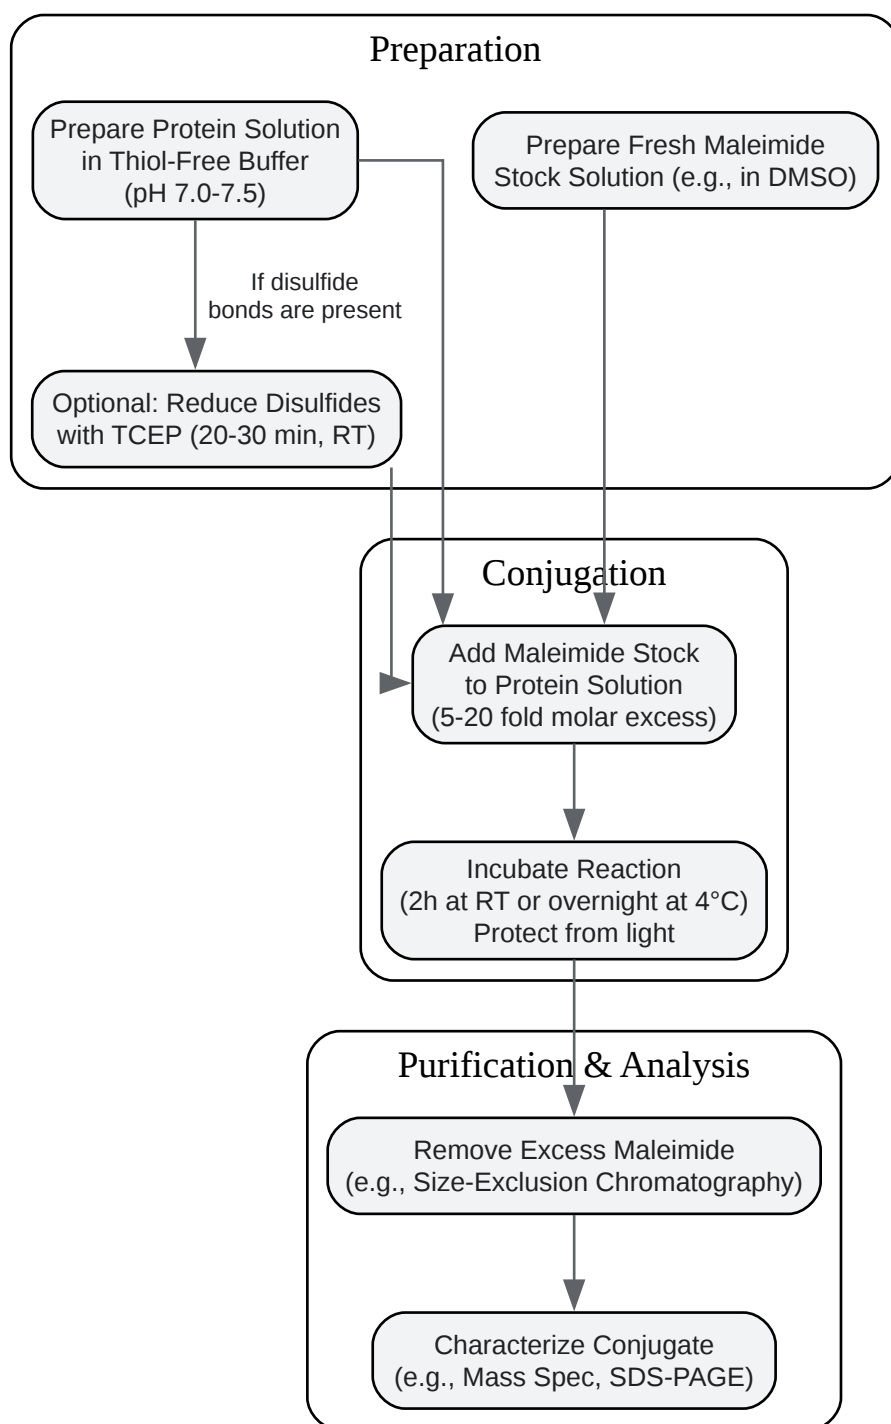 Preparation
Prepare Protein Solution
in Thiol-Free Buffer
(pH 7.0-7.5)
Prepare Fresh Maleimide
Stock Solution (e.g., in DMSO)
If disulfide
bonds are present
Optional: Reduce Disulfides
with TCEP (20-30 min, RT)
Conjugation
Add Maleimide Stock
to Protein Solution
(5-20 fold molar excess)
Incubate Reaction
(2h at RT or overnight at 4°C)
Protect from light
Purification & Analysis
Remove Excess Maleimide
(e.g., Size-Exclusion Chromatography)
Characterize Conjugate
(e.g., Mass Spec, SDS-PAGE)